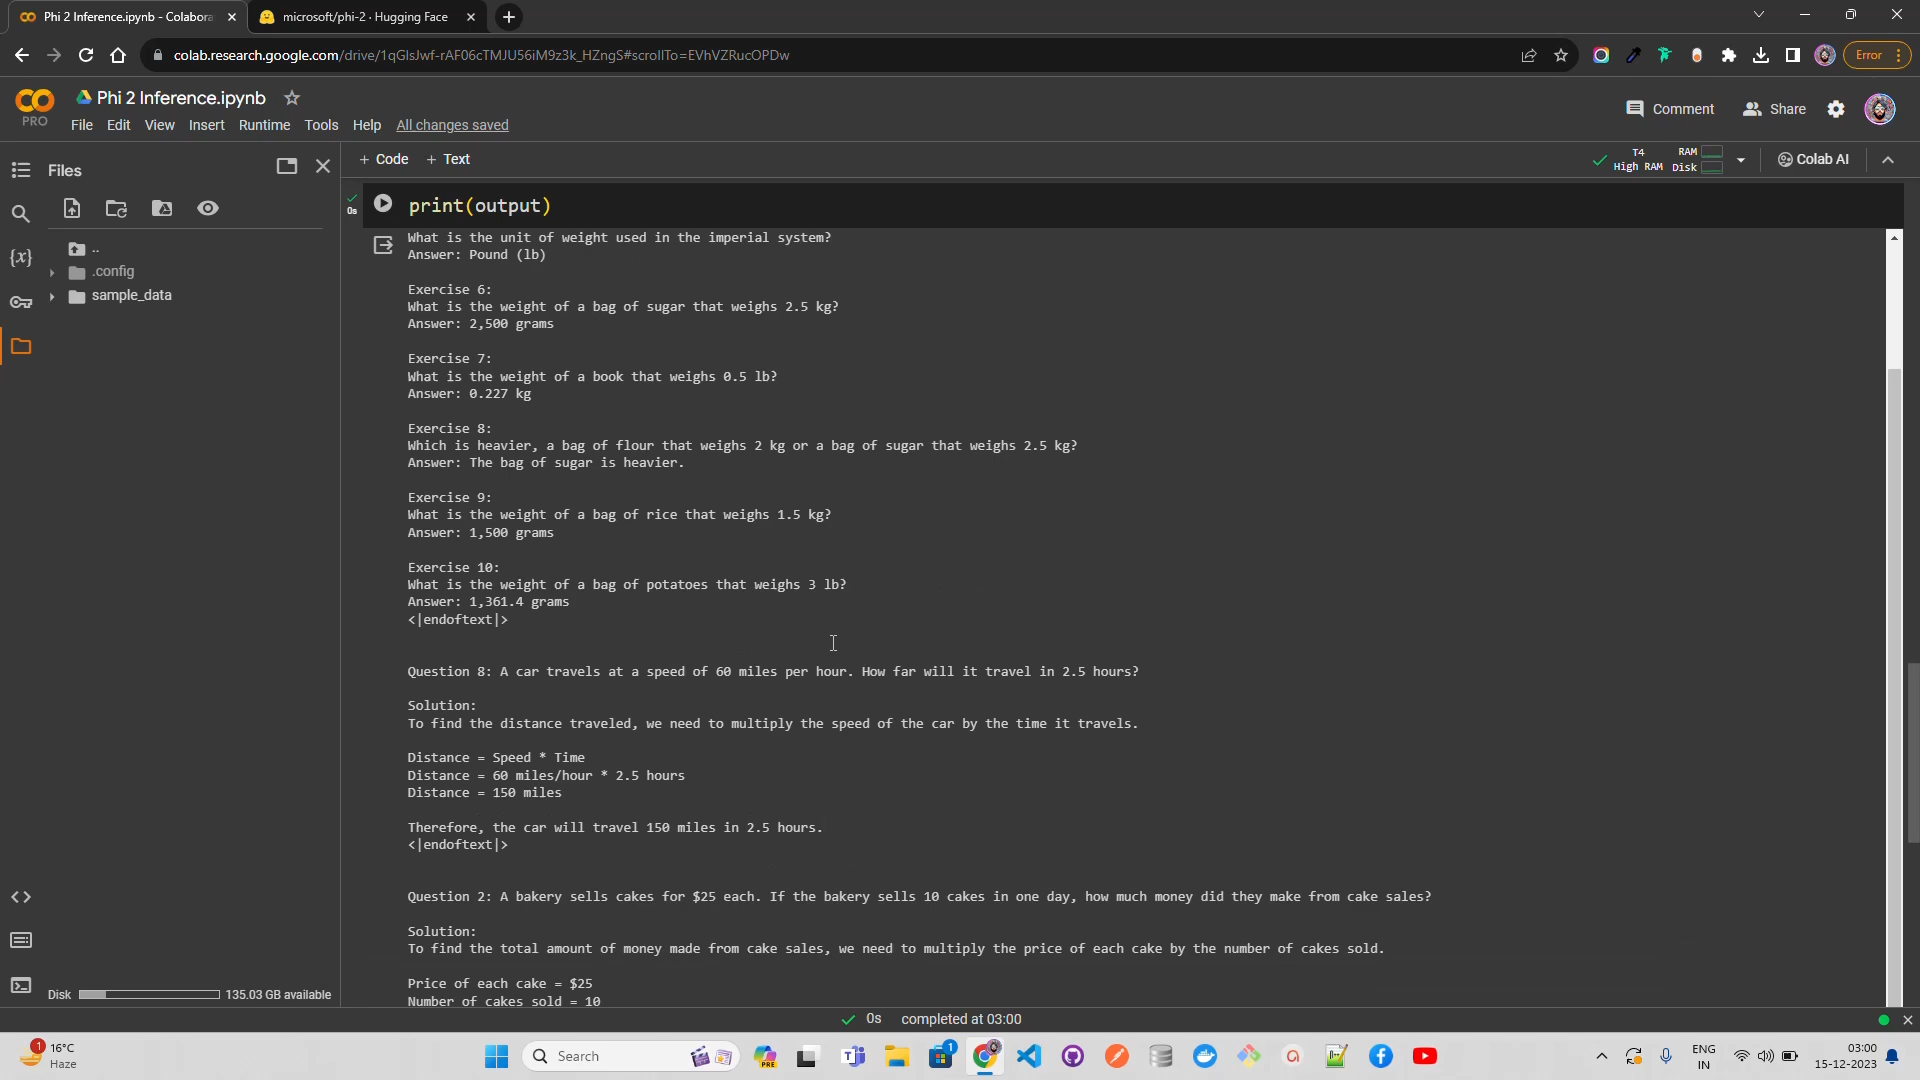 Phi 2 Inference.ipynb - Colabora
microsoft/phi-2 · Hugging Face
colab.research.google.com/drive/1qGlsJwf-rAF06cTMJU56iM9z3k_HZngS#scrollTo=EVhVZRucOPDw
Error
Phi 2 Inference.ipynb
PRO
File Edit View Insert Runtime Tools Help All changes saved
Comment
Share
Files
+ Code + Text
T4
High RAM
RAM
Disk
Colab AI
..
.config
sample_data
{x}
0s
print(output)
What is the unit of weight used in the imperial system?
Answer: Pound (lb)
Exercise 6:
What is the weight of a bag of sugar that weighs 2.5 kg?
Answer: 2,500 grams
Exercise 7:
What is the weight of a book that weighs 0.5 lb?
Answer: 0.227 kg
Exercise 8:
Which is heavier, a bag of flour that weighs 2 kg or a bag of sugar that weighs 2.5 kg?
Answer: The bag of sugar is heavier.
Exercise 9:
What is the weight of a bag of rice that weighs 1.5 kg?
Answer: 1,500 grams
Exercise 10:
What is the weight of a bag of potatoes that weighs 3 lb?
Answer: 1,361.4 grams
<|endoftext|>
Question 8: A car travels at a speed of 60 miles per hour. How far will it travel in 2.5 hours?
Solution:
To find the distance traveled, we need to multiply the speed of the car by the time it travels.
Distance = Speed * Time
Distance = 60 miles/hour * 2.5 hours
Distance = 150 miles
Therefore, the car will travel 150 miles in 2.5 hours.
<|endoftext|>
Question 2: A bakery sells cakes for $25 each. If the bakery sells 10 cakes in one day, how much money did they make from cake sales?
Solution:
To find the total amount of money made from cake sales, we need to multiply the price of each cake by the number of cakes sold.
Price of each cake = $25
Number of cakes sold = 10
Disk
135.03 GB available
0s completed at 03:00
1
16°C
Haze
Search
PRE
1
ENG
IN
03:00
15-12-2023